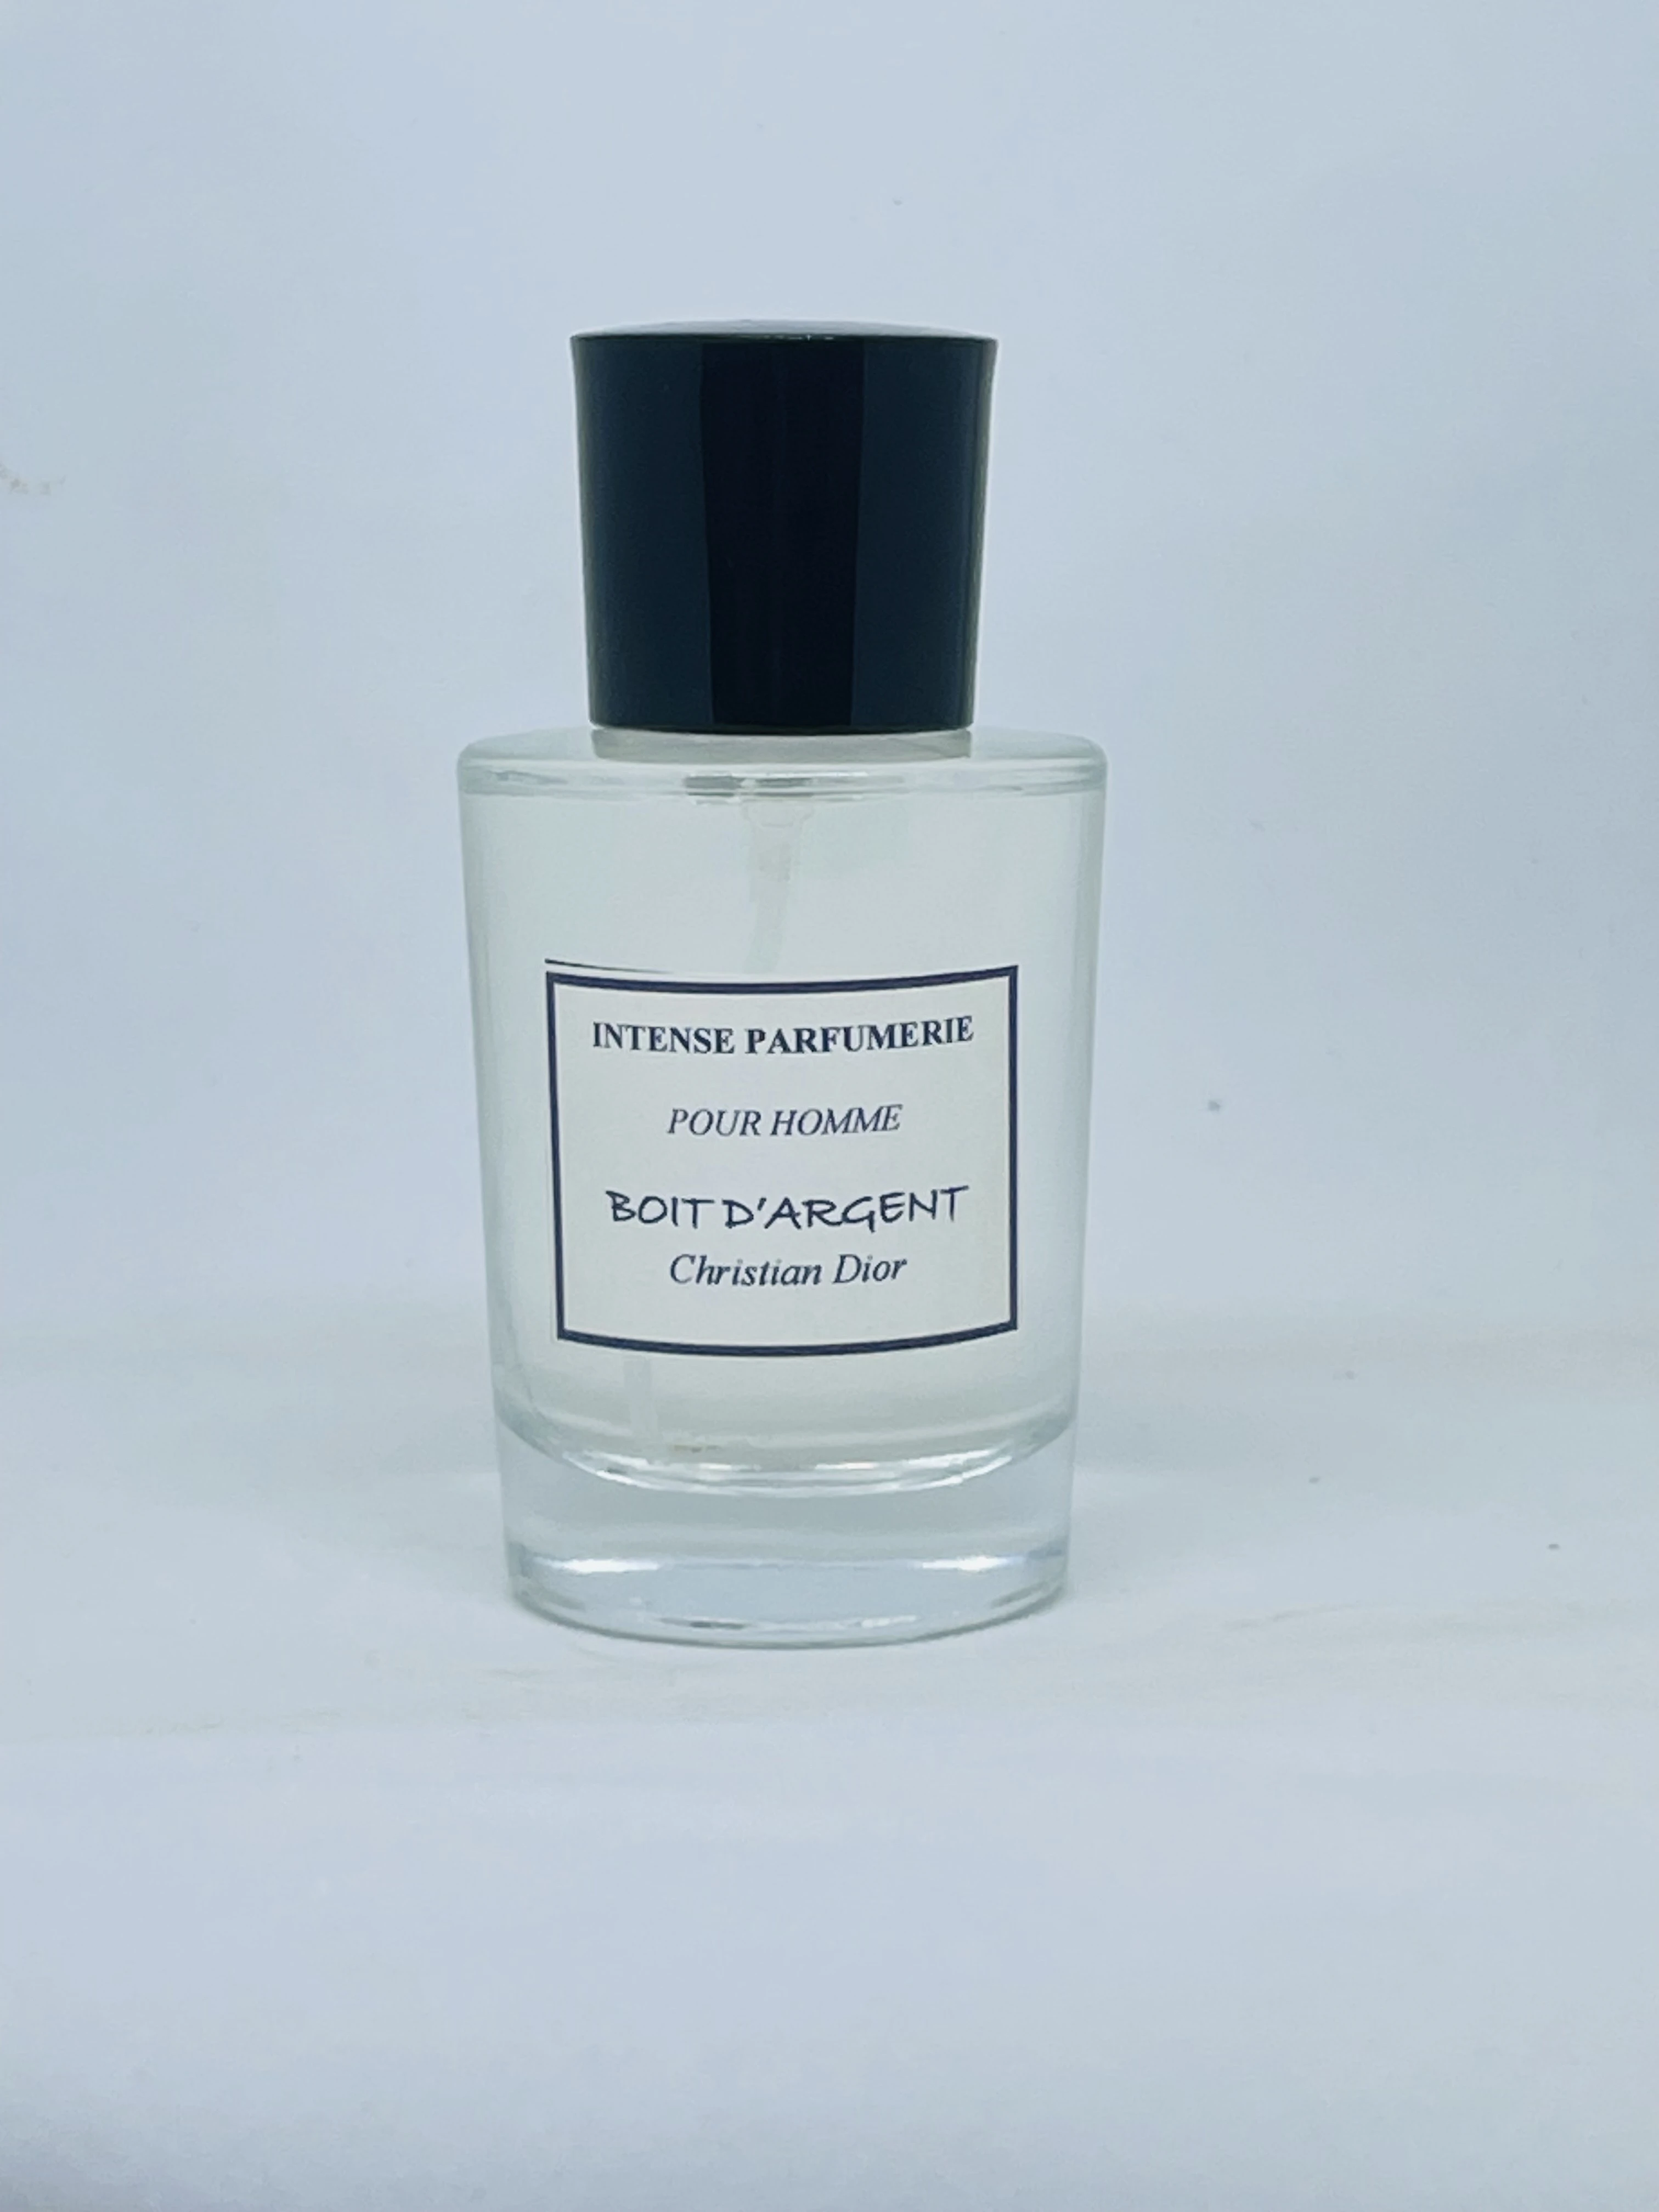 INTENSE PARFUMERIE
POUR HOMME
BOIT D'ARGENT
Christian Dior